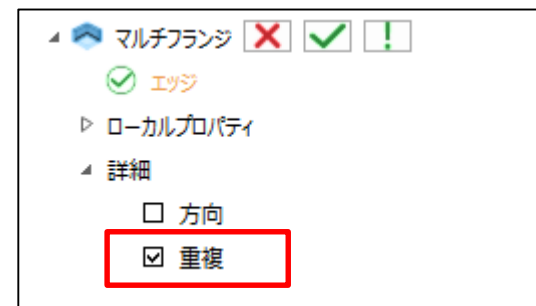 マルチフランジ
エッジ
ローカルプロパティ
詳細
方向
重複